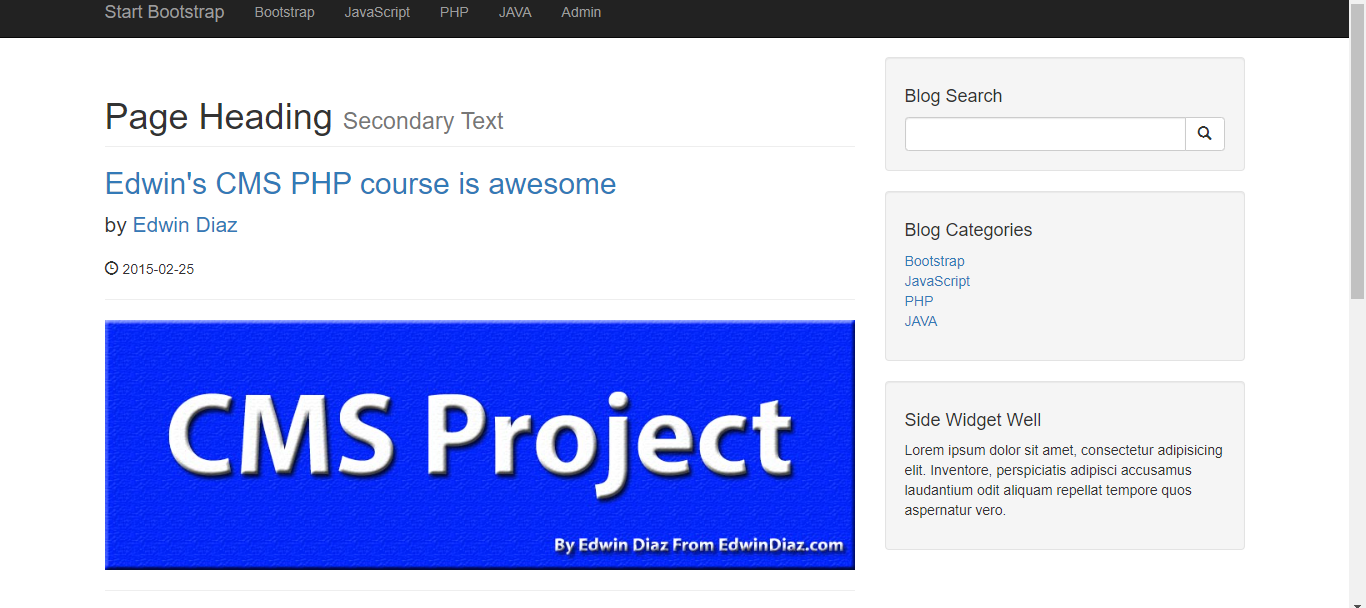 Start Bootstrap Bootstrap JavaScript PHP JAVA Admin
Page Heading Secondary Text
Edwin's CMS PHP course is awesome
by Edwin Diaz
2015-02-25
CMS Project
By Edwin Diaz From EdwinDiaz.com
Blog Search
Blog Categories
Bootstrap
JavaScript
PHP
JAVA
Side Widget Well
Lorem ipsum dolor sit amet, consectetur adipisicing
elit. Inventore, perspiciatis adipisci accusamus
laudantium odit aliquam repellat tempore quos
aspernatur vero.